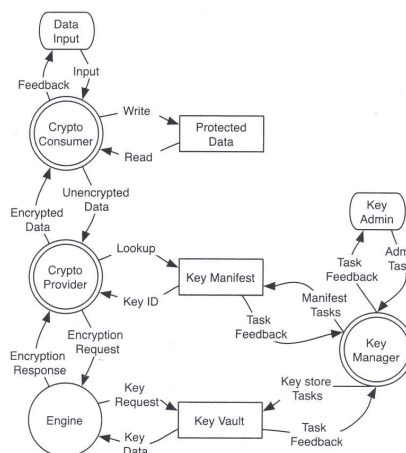 Data
Input
Input
Feedback
Write
Crypto
Consumer
Protected
Data
Read
Unencrypted
Data
Encrypted
Data
Key
Admin
Lookup
Task
Feedback
Crypto
Provider
Key Manifest
Key ID
Manifest
Tasks
Task
Feedback
Key
Manager
Encryption
Request
Encryption
Response
Key
Request
Key store
Tasks
Engine
Key Vault
Key
Data
Task
Feedback